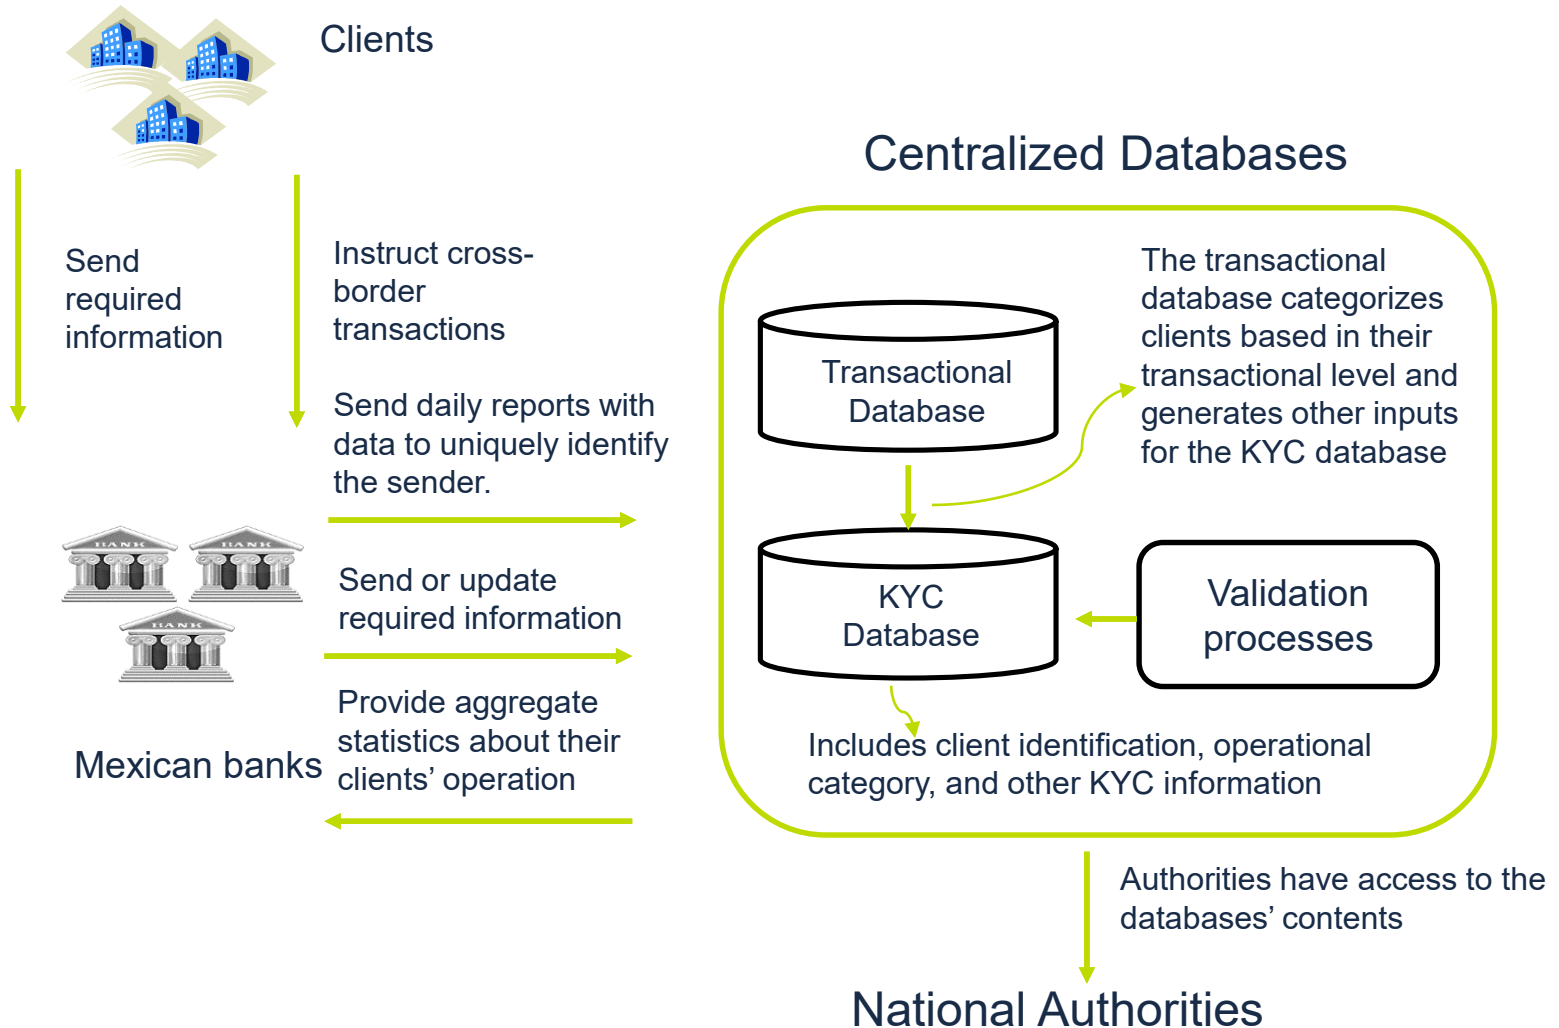 Clients
Centralized Databases
Send
required
information
Instruct cross-
border
transactions
Send daily reports with
data to uniquely identify
the sender.
The transactional
database categorizes
clients based in their
transactional level and
generates other inputs
for the KYC database
Transactional
Database
BANK
BANK
BANK
Mexican banks
Send or update
required information
Provide aggregate
statistics about their
clients’ operation
KYC
Database
Validation
processes
Includes client identification, operational
category, and other KYC information
Authorities have access to the
databases’ contents
National Authorities